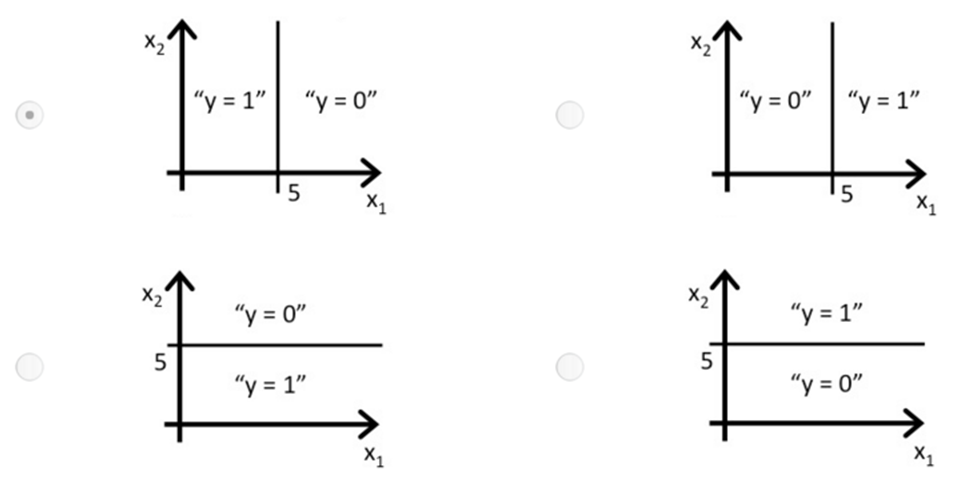 x₂
“y = 1” “y = 0”
5
x₁
x₂
“y = 0” “y = 1”
5
x₁
x₂
“y = 0”
5
“y = 1”
x₁
x₂
“y = 1”
5
“y = 0”
x₁